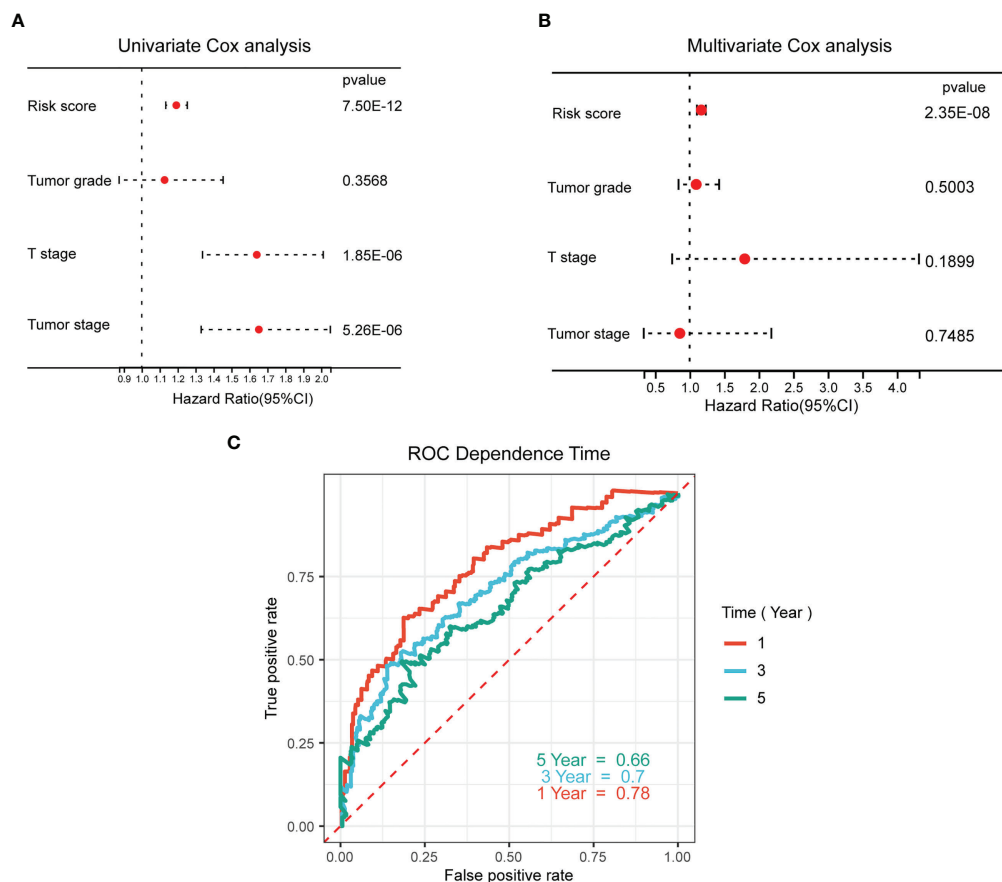 A
Univariate Cox analysis
pvalue
Risk score 7.50E-12
Tumor grade 0.3568
T stage 1.85E-06
Tumor stage 5.26E-06
0.9 1.0 1.1 1.2 1.3 1.4 1.5 1.6 1.7 1.8 1.9 2.0
Hazard Ratio(95%CI)
B
Multivariate Cox analysis
pvalue
Risk score 2.35E-08
Tumor grade 0.5003
T stage 0.1899
Tumor stage 0.7485
0.5 1.0 1.5 2.0 2.5 3.0 3.5 4.0
Hazard Ratio(95%CI)
C
ROC Dependence Time
True positive rate
0.75
0.50
0.25
0.00
5 Year = 0.66
3 Year = 0.7
1 Year = 0.78
0.00 0.25 0.50 0.75 1.00
False positive rate
Time ( Year )
1
3
5